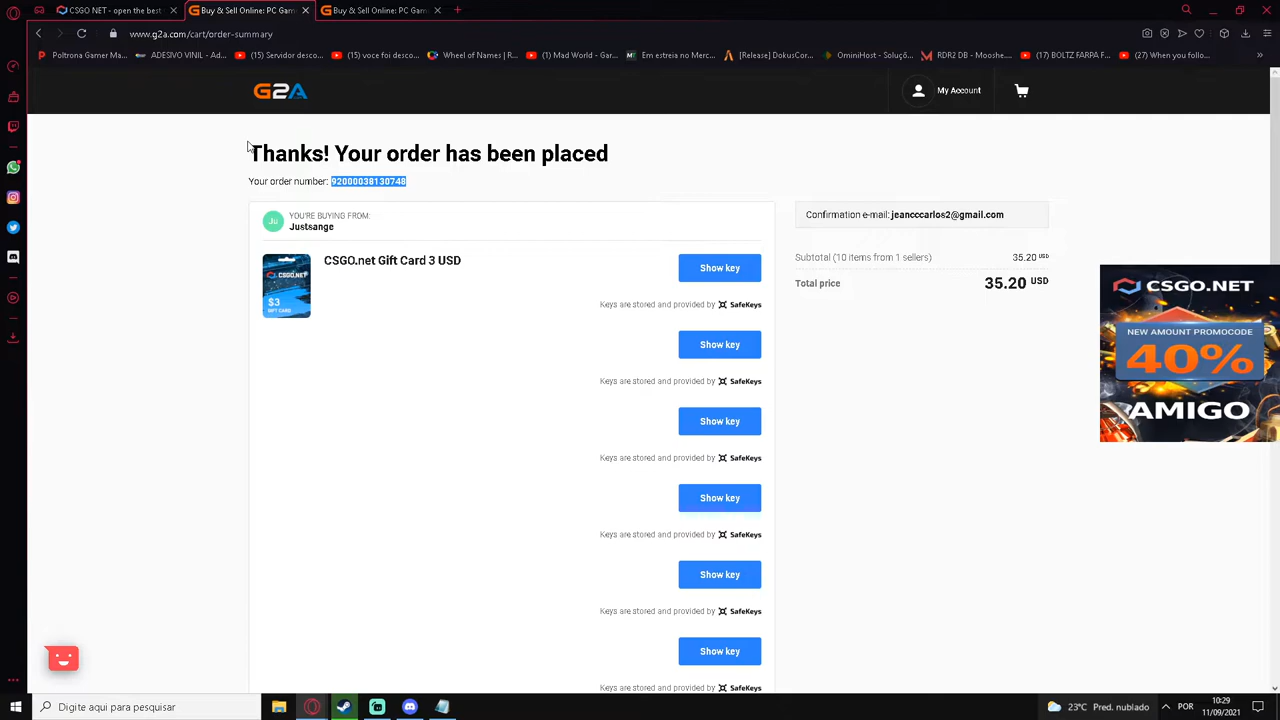 CSGO.NET - open the best
Buy & Sell Online: PC Gam
Buy & Sell Online: PC Gam
www.g2a.com/cart/order-summary
Poltrona Gamer Ma...
ADESIVO VINIL - Ad...
(15) Servidor desco...
(15) voce foi desco...
Wheel of Names | R...
(1) Mad World - Gar...
Em estreia no Merc...
[Release] DokusCor...
OminiHost - Soluçõ...
RDR2 DB - Mooshe...
(17) BOLTZ FARPA F...
(27) When you follo...
G2A
My Account
Thanks! Your order has been placed
Your order number: 92000038130748
Ju
YOU'RE BUYING FROM:
Justsange
Confirmation e-mail: jeancccarlos2@gmail.com
CSGO.net Gift Card 3 USD
Show key
Subtotal (10 items from 1 sellers) 35.20 USD
Total price 35.20 USD
CSGO.NET
$3
GIFT CARD
Keys are stored and provided by SafeKeys
Show key
Keys are stored and provided by SafeKeys
Show key
Keys are stored and provided by SafeKeys
Show key
Keys are stored and provided by SafeKeys
Show key
Keys are stored and provided by SafeKeys
Show key
Keys are stored and provided by SafeKeys
CSGO.NET
NEW AMOUNT PROMOCODE
40%
AMIGO
Digite aqui para pesquisar
23°C Pred. nublado
POR
10:29
11/09/2021